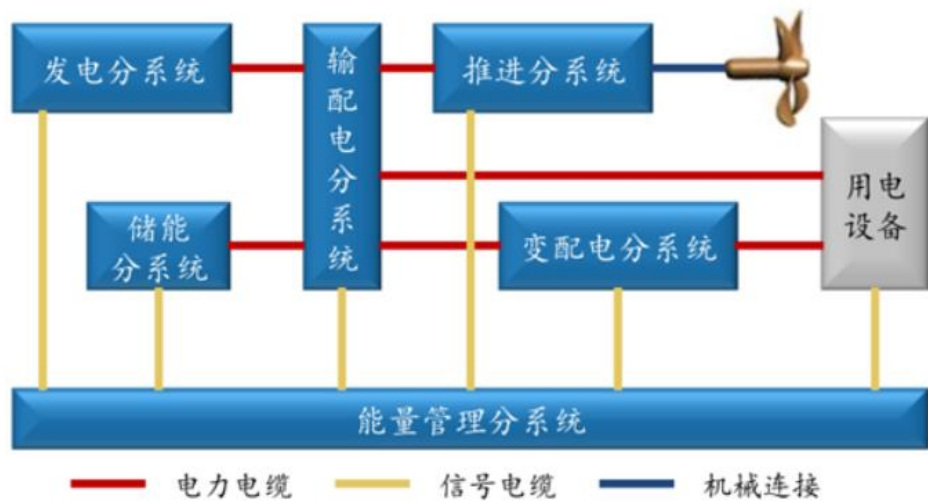 发电分系统
输配电分系统
推进分系统
用电
设备
储能
分系统
变配电分系统
能量管理分系统
电力电缆
信号电缆
机械连接